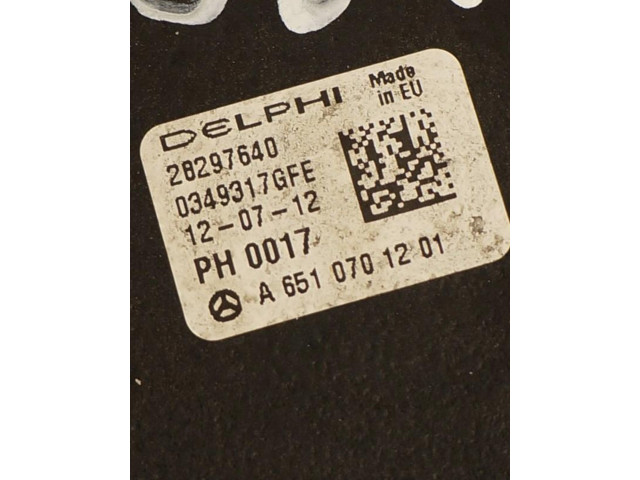 DELPHI
Made
in EU
28297640
0349317GFE
12-07-12
PH 0017
A 651 070 12 01